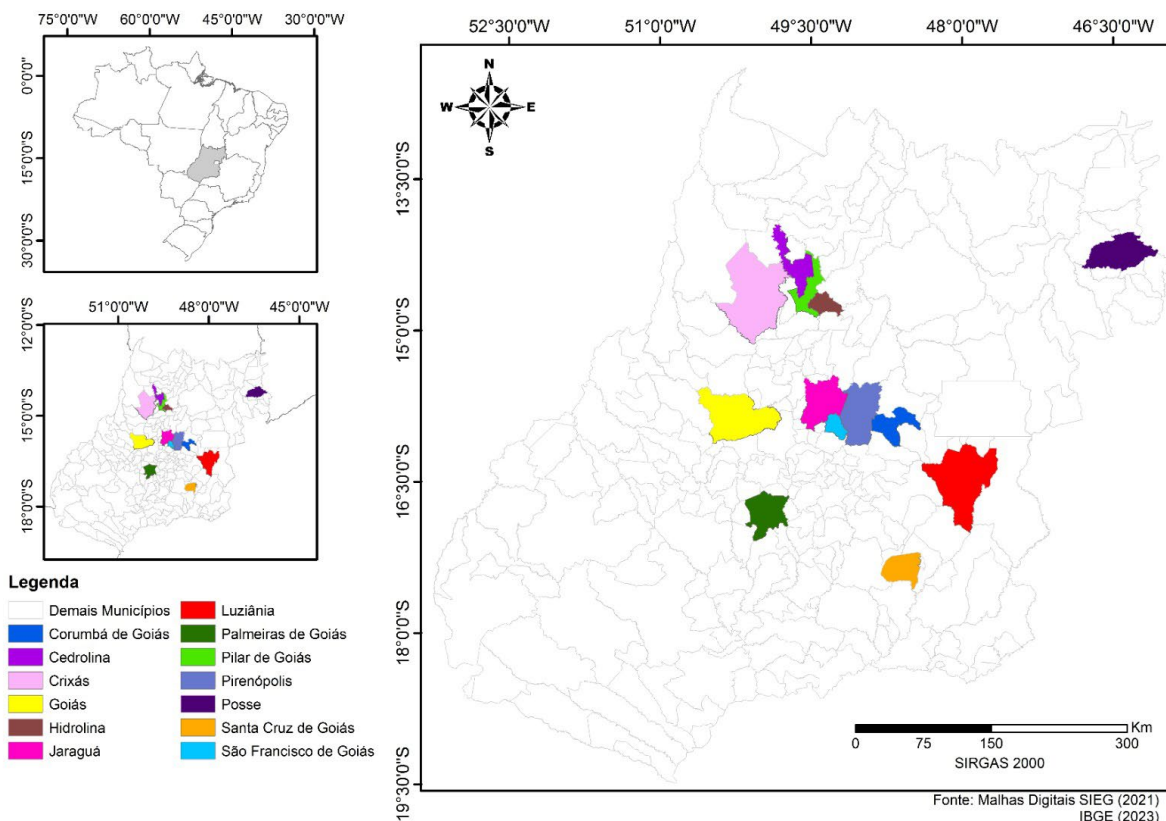 75°0'0"W 60°0'0"W 45°0'0"W 30°0'0"W
0°0'0"
15°0'0"S
30°0'0"S
51°0'0"W 48°0'0"W 45°0'0"W
12°0'0"S
15°0'0"S
18°0'0"S
Legenda
Demais Municípios
Corumbá de Goiás
Cedrolina
Crixás
Goiás
Hidrolina
Jaraguá
Luziânia
Palmeiras de Goiás
Pilar de Goiás
Pirenópolis
Posse
Santa Cruz de Goiás
São Francisco de Goiás
52°30'0"W 51°0'0"W 49°30'0"W 48°0'0"W 46°30'0"W
N
W E
S
13°30'0"S
15°0'0"S
16°30'0"S
18°0'0"S
19°30'0"S
Km
0 75 150 300
SIRGAS 2000
Fonte: Malhas Digitais SIEG (2021)
IBGE (2023)